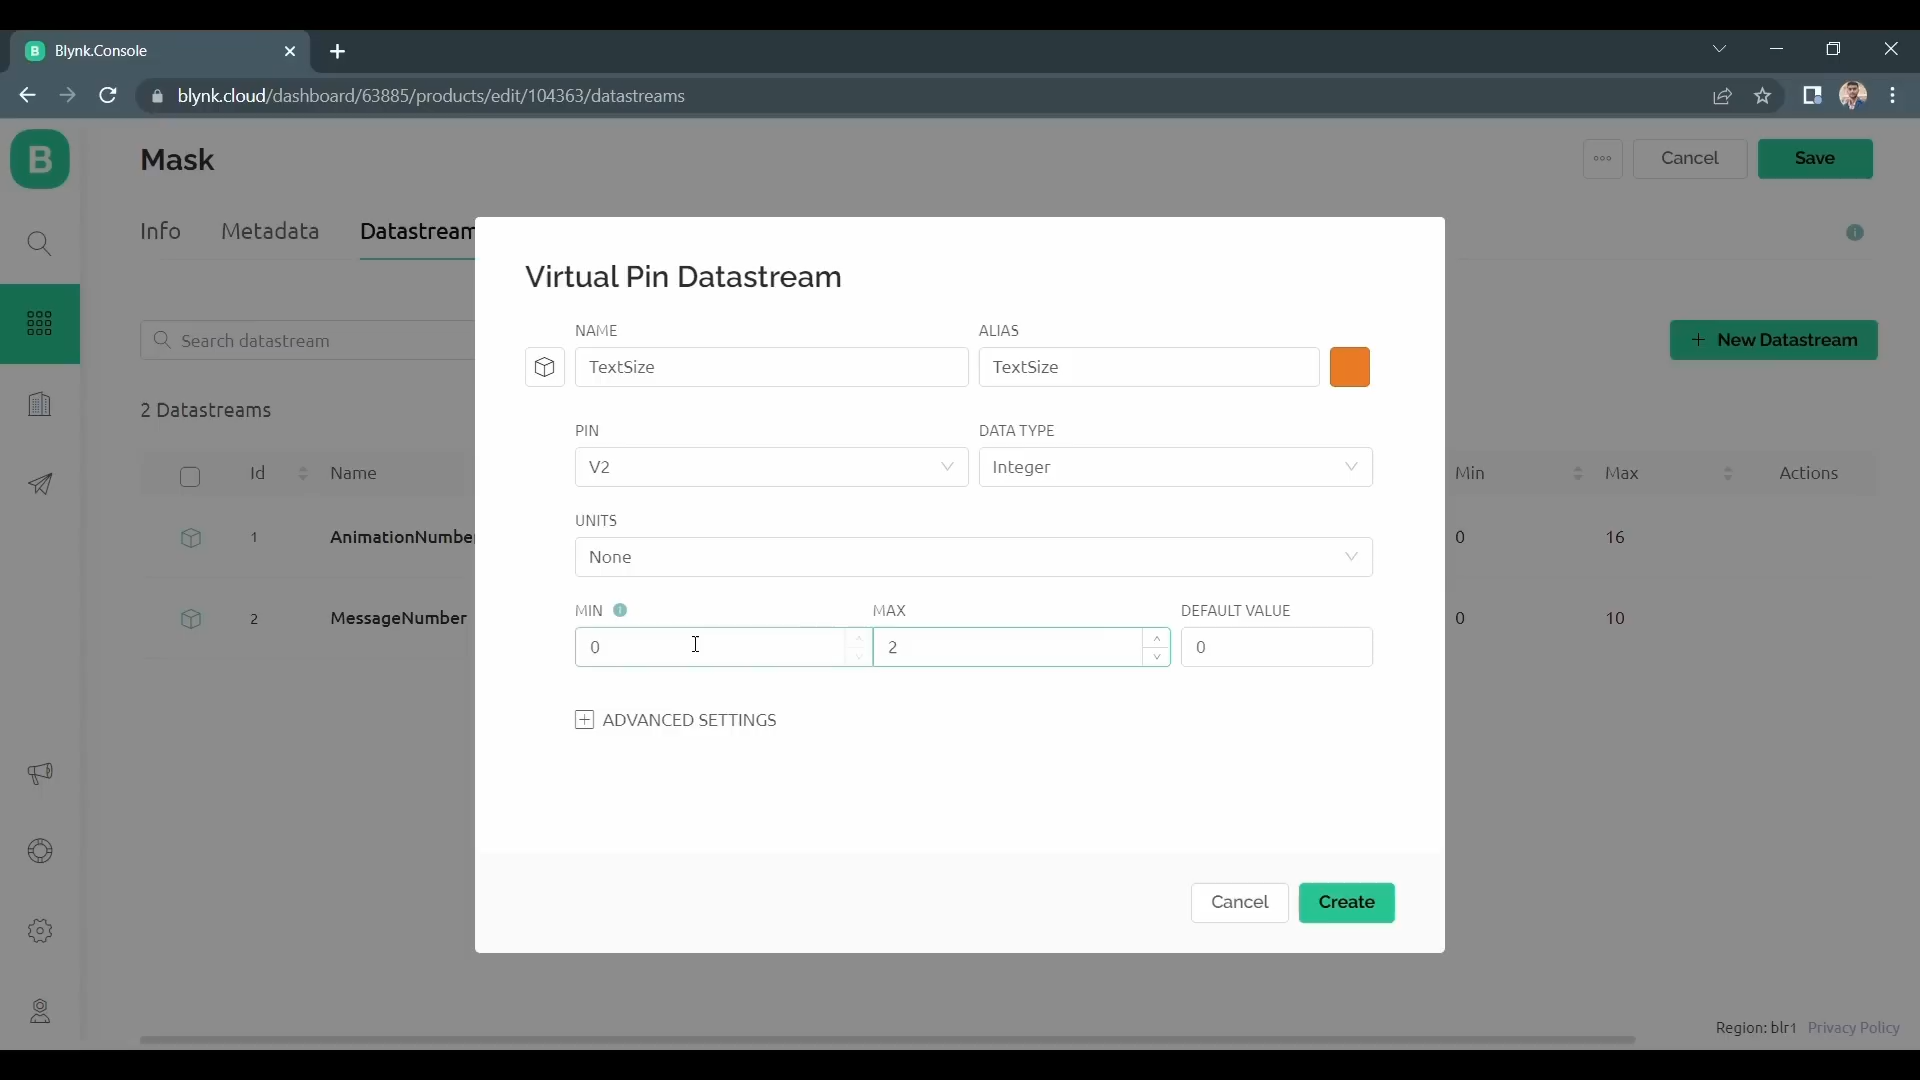 B Blynk.Console
blynk.cloud/dashboard/63885/products/edit/104363/datastreams
B
Mask
Cancel
Save
Info Metadata Datastream
Search datastream
+ New Datastream
2 Datastreams
Id Name Min Max Actions
1 AnimationNumber 0 16
2 MessageNumber 0 10
Virtual Pin Datastream
NAME ALIAS
TextSize TextSize
PIN DATA TYPE
V2 Integer
UNITS
None
MIN i MAX DEFAULT VALUE
0 2 0
ADVANCED SETTINGS
Cancel Create
Region: blr1 Privacy Policy